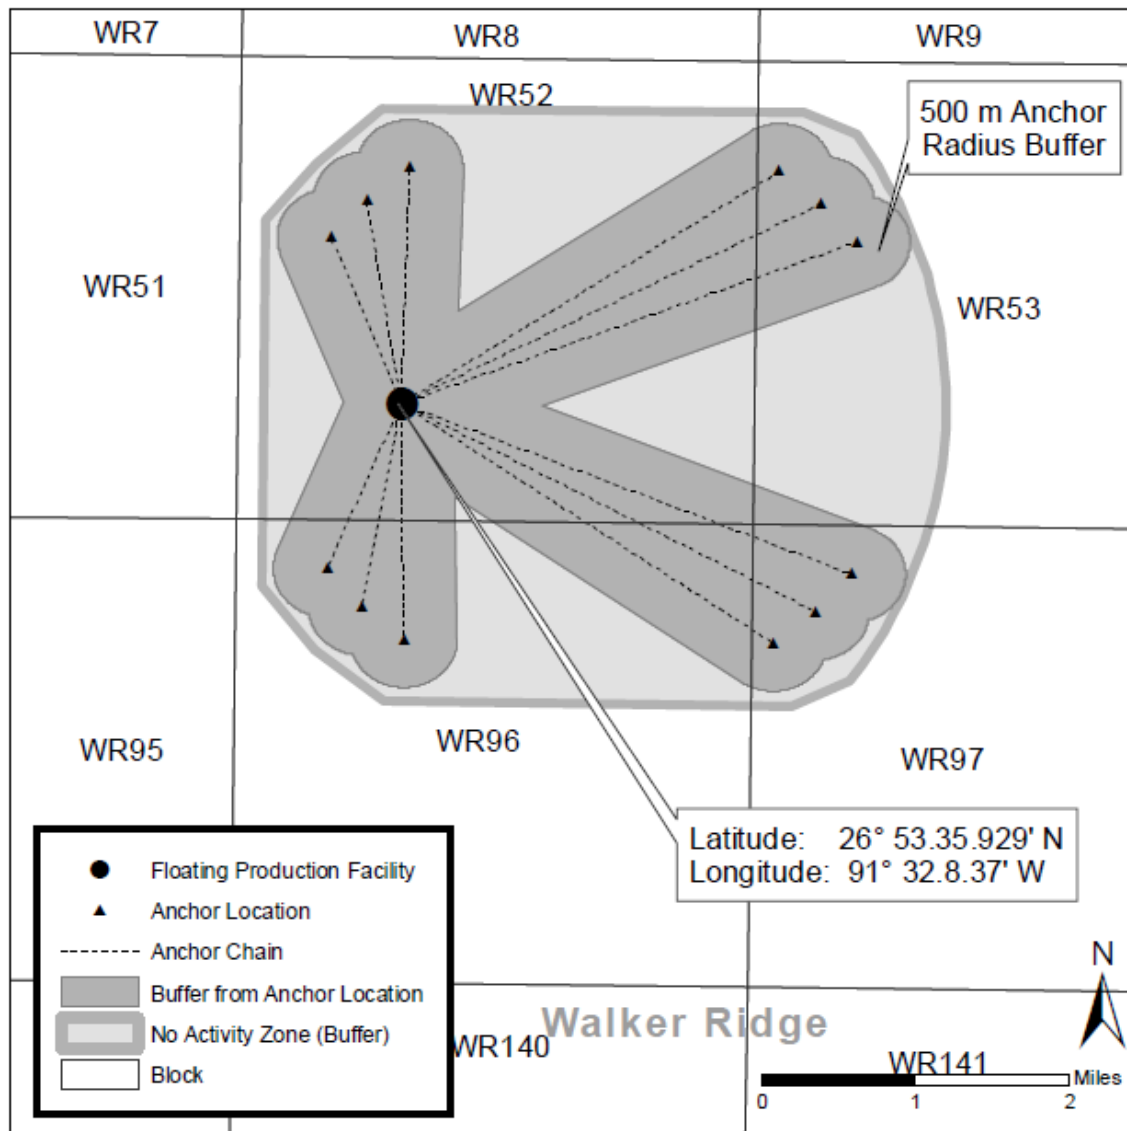 WR7
WR8
WR9
WR52
500 m Anchor
Radius Buffer
WR51
WR53
WR96
WR95
WR97
Latitude: 26° 53.35.929' N
Longitude: 91° 32.8.37' W
Floating Production Facility
Anchor Location
Anchor Chain
Buffer from Anchor Location
No Activity Zone (Buffer)
Block
N
Walker Ridge
WR140
WR141
Miles
0 1 2